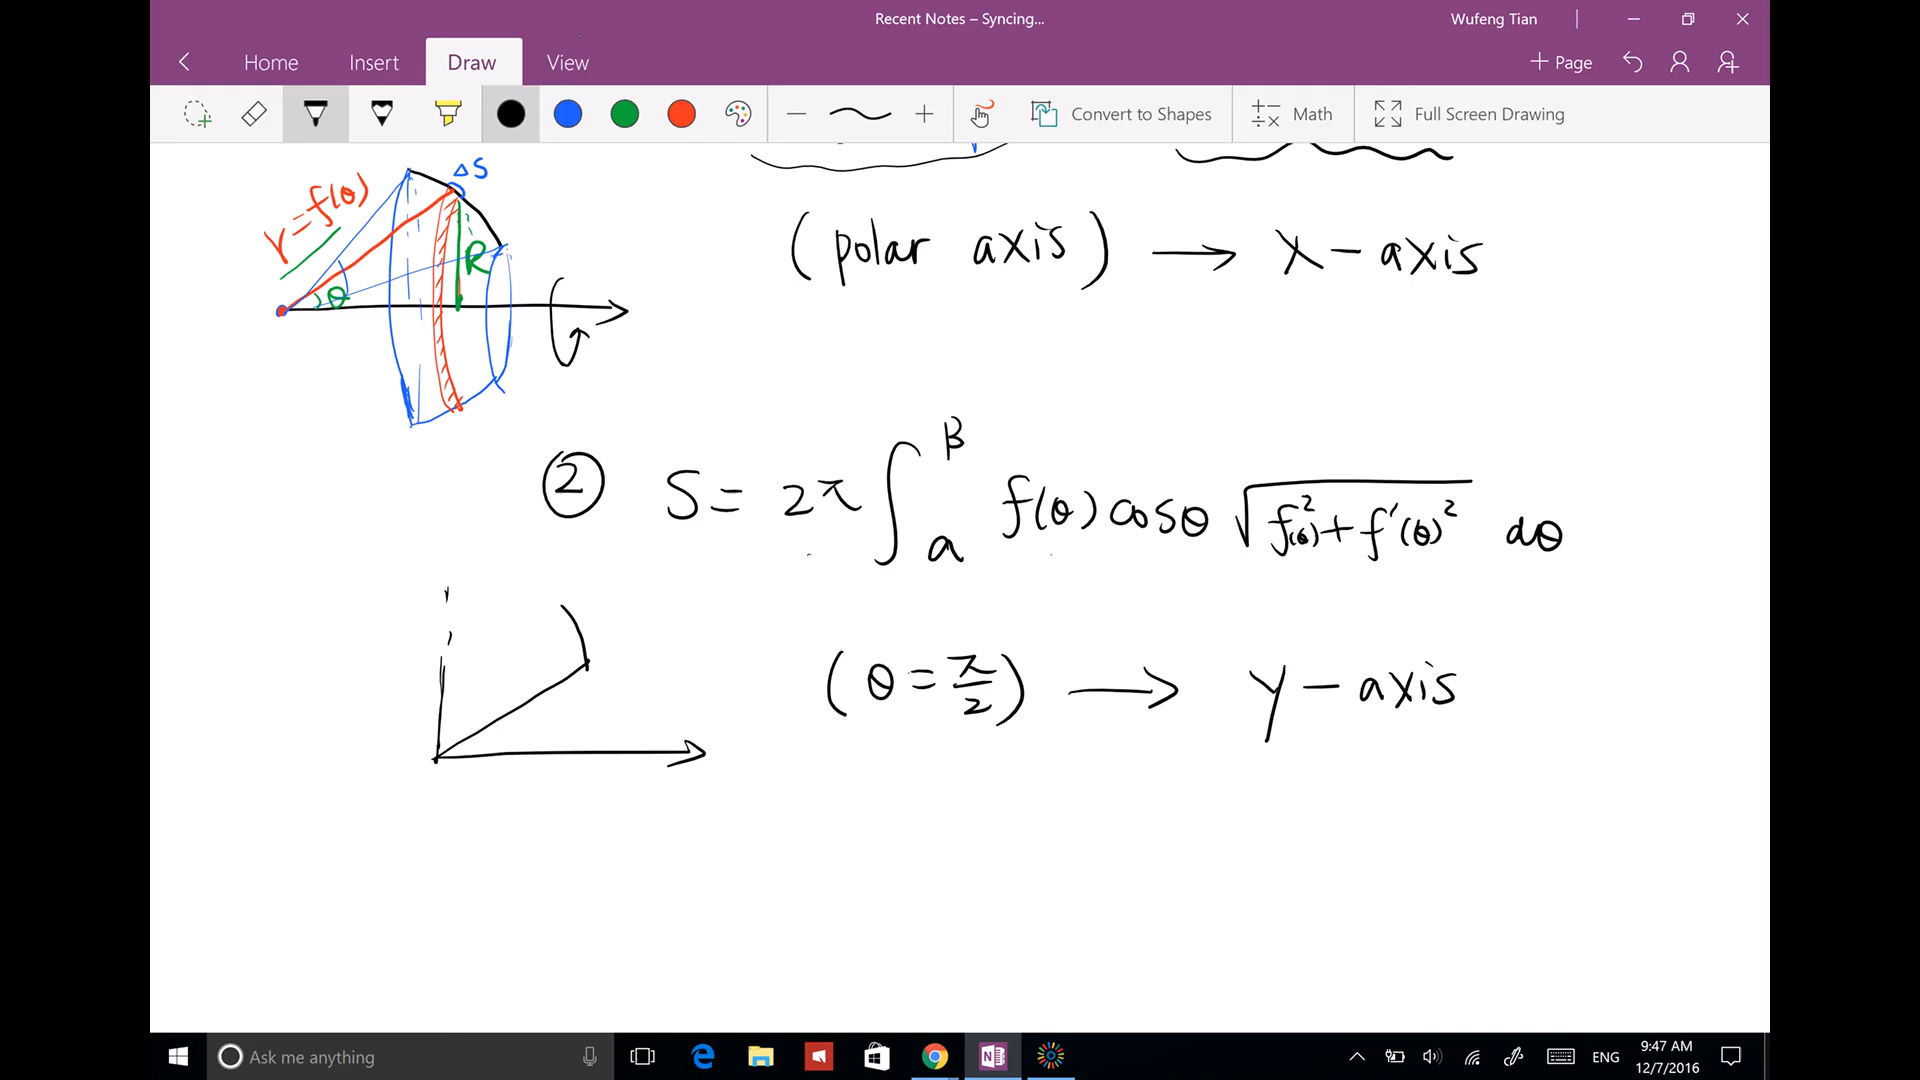 Recent Notes – Syncing...
Wufeng Tian
Home
Insert
Draw
View
Page
Convert to Shapes
Math
Full Screen Drawing
ΔS
r = f(θ)
R
θ
(polar axis) → x-axis
② S = 2π ∫_a^β f(θ) cosθ √(f²(θ) + f'(θ)²) dθ
(θ = π/2) → y-axis
Ask me anything
ENG
9:47 AM
12/7/2016